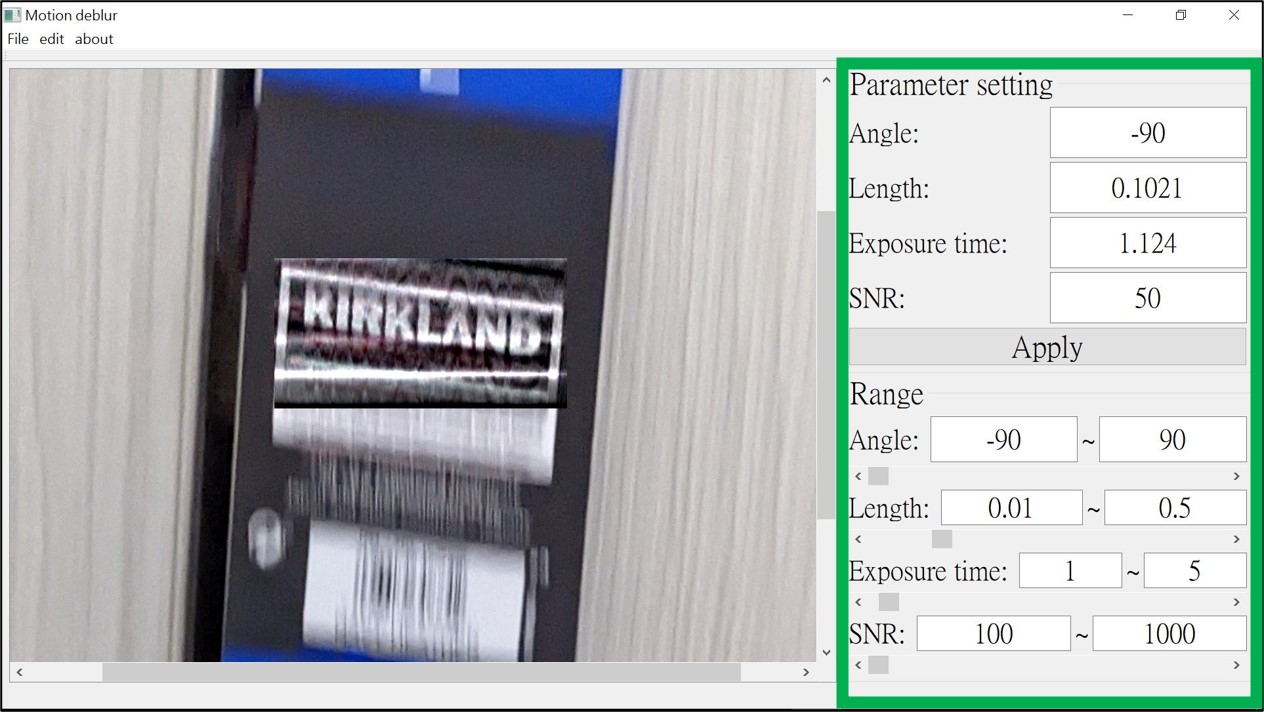 Motion deblur
File edit about
KIRKLAND
Parameter setting
Angle: -90
Length: 0.1021
Exposure time: 1.124
SNR: 50
Apply
Range
Angle: -90 ~ 90
Length: 0.01 ~ 0.5
Exposure time: 1 ~ 5
SNR: 100 ~ 1000